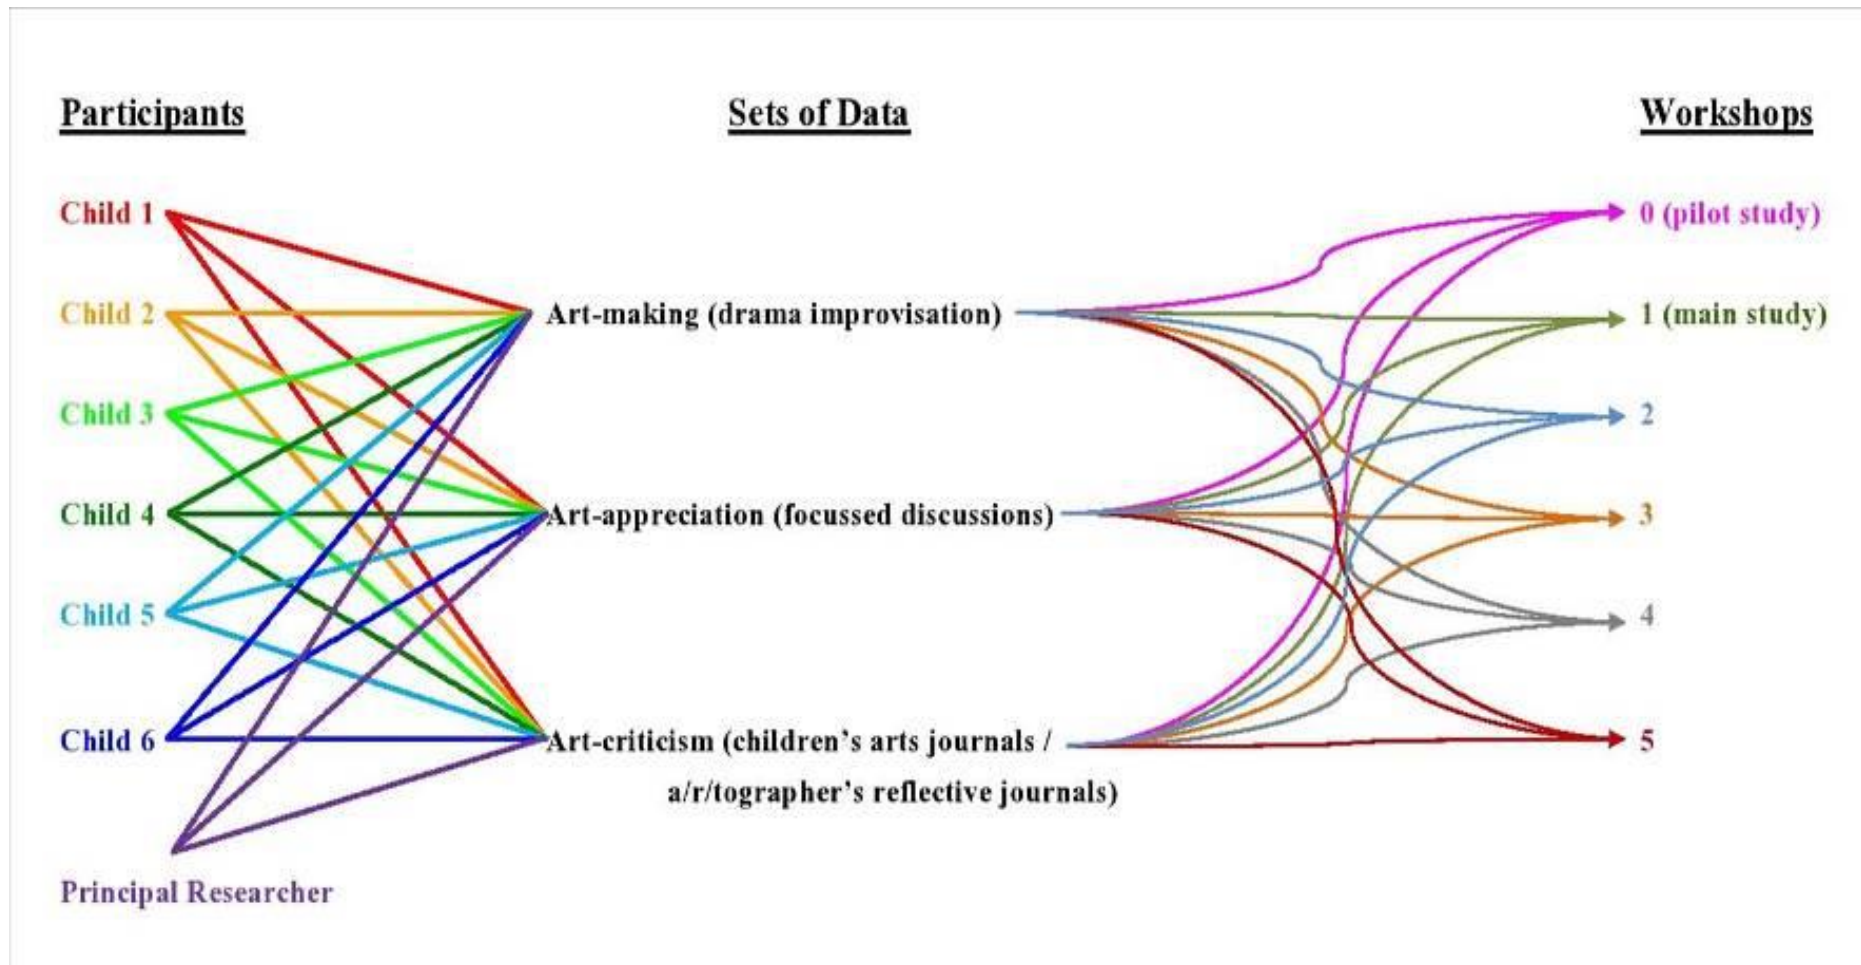 Participants
Sets of Data
Workshops
Child 1
0 (pilot study)
Child 2
Art-making (drama improvisation)
1 (main study)
Child 3
2
Child 4
Art-appreciation (focussed discussions)
3
Child 5
4
Child 6
Art-criticism (children’s arts journals /
a/r/tographer’s reflective journals)
5
Principal Researcher